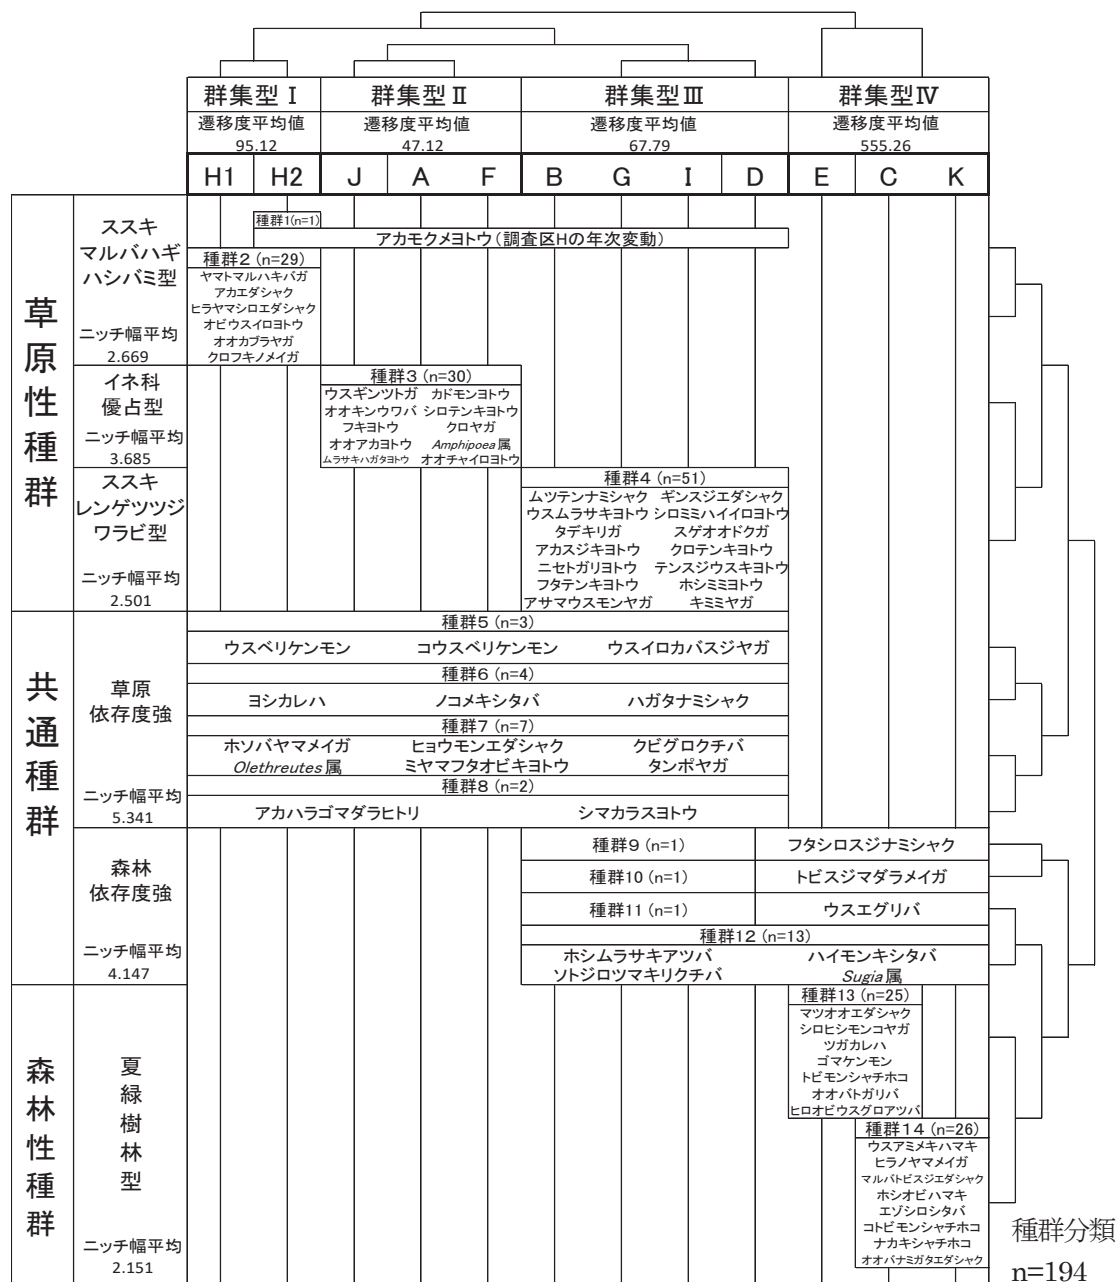 群集型Ⅰ 群集型Ⅱ 群集型Ⅲ 群集型Ⅳ
遷移度平均値 遷移度平均値 遷移度平均値 遷移度平均値
95.12 47.12 67.79 555.26
H1 H2 J A F B G I D E C K
草原性種群
ススキ
マルバハギ
ハシバミ型
ニッチ幅平均
2.669
種群1(n=1)
アカモクメヨトウ(調査区Hの年次変動)
種群2 (n=29)
ヤマトマルハキバガ
アカエダシャク
ヒラヤマシロエダシャク
オビウスイロヨトウ
オオカブラヤガ
クロフキノメイガ
イネ科
優占型
ニッチ幅平均
3.685
種群3 (n=30)
ウスギンツトガ カドモンヨトウ
オオキンウワバ シロテンキヨトウ
フキヨトウ クロヤガ
オオアカヨトウ Amphipoea属
ムラサキハガタヨトウ オオチャイロヨトウ
ススキ
レンゲツツジ
ワラビ型
ニッチ幅平均
2.501
種群4 (n=51)
ムツテンナミシャク ギンスジエダシャク
ウスムラサキヨトウ シロミミハイイロヨトウ
タデキリガ スゲオオドクガ
アカスジキヨトウ クロテンキヨトウ
ニセトガリヨトウ テンスジウスキヨトウ
フタテンキヨトウ ホシミミヨトウ
アサマウスモンヤガ キミミヤガ
共通種群
草原
依存度強
ニッチ幅平均
5.341
種群5 (n=3)
ウスベリケンモン コウスベリケンモン ウスイロカバスジヤガ
種群6 (n=4)
ヨシカレハ ノコメキシタバ ハガタナミシャク
種群7 (n=7)
ホソバヤマメイガ ヒョウモンエダシャク クビグロクチバ
Olethreutes属 ミヤマフタオビキヨトウ タンポヤガ
種群8 (n=2)
アカハラゴマダラヒトリ シマカラスヨトウ
森林
依存度強
ニッチ幅平均
4.147
種群9 (n=1) フタシロスジナミシャク
種群10 (n=1) トビスジマダラメイガ
種群11 (n=1) ウスエグリバ
種群12 (n=13)
ホシムラサキアツバ ハイモンキシタバ
ソトジロツマキリクチバ Sugia属
森林性種群
夏緑樹林型
ニッチ幅平均
2.151
種群13 (n=25)
マツオオエダシャク
シロヒシモンコヤガ
ツガカレハ
ゴマケンモン
トビモンシャチホコ
オオバトガリバ
ヒロオビウスグロアツバ
種群14 (n=26)
ウスアミメキハマキ
ヒラノヤマメイガ
マルバトビスジエダシャク
ホシオビハマキ
エゾシロシタバ
コトビモンシャチホコ
ナカキシャチホコ
オオバナミガタエダシャク
種群分類
n=194